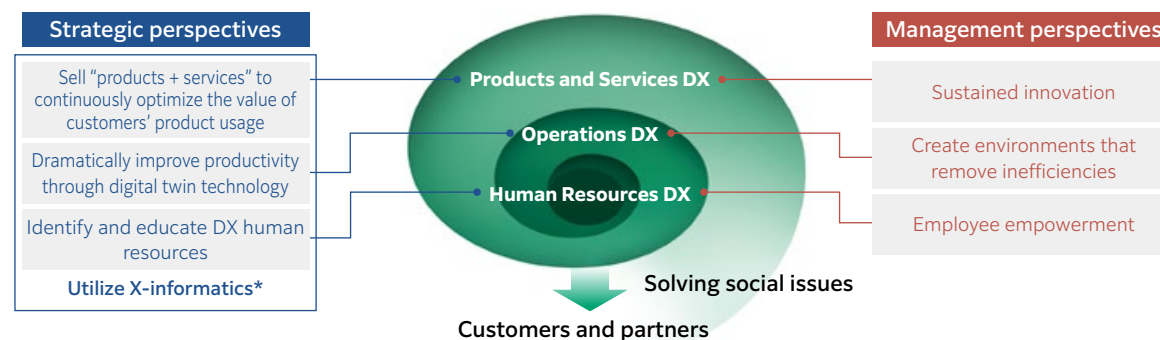 Strategic perspectives
Sell “products + services” to
continuously optimize the value of
customers’ product usage
Dramatically improve productivity
through digital twin technology
Identify and educate DX human
resources
Utilize X-informatics*
Products and Services DX
Operations DX
Human Resources DX
Solving social issues
Customers and partners
Management perspectives
Sustained innovation
Create environments that
remove inefficiencies
Employee empowerment